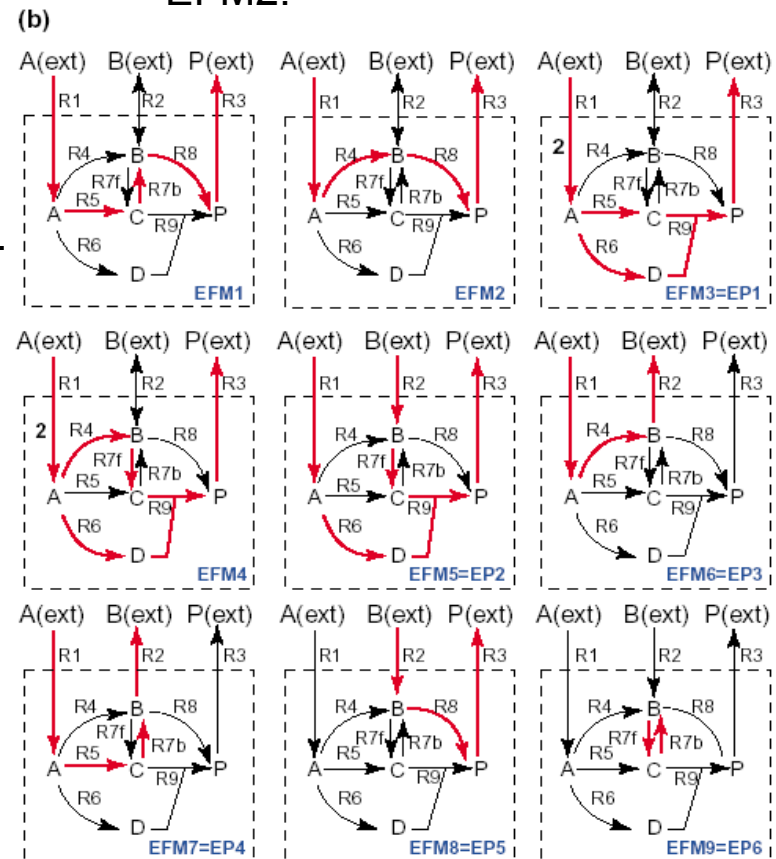 EFM2.
(b)
A(ext) B(ext) P(ext) A(ext) B(ext) P(ext) A(ext) B(ext) P(ext)
R1 R2 R3 R1 R2 R3 R1 R2 R3
R4 B R8 R4 B R8 2 R4 B R8
R7f R7b R7f R7b R7f R7b
A R5 C R9 P A R5 C R9 P A R5 C R9 P
R6 D R6 D R6 D
EFM1 EFM2 EFM3=EP1
A(ext) B(ext) P(ext) A(ext) B(ext) P(ext) A(ext) B(ext) P(ext)
R1 R2 R3 R1 R2 R3 R1 R2 R3
2 R4 B R8 R4 B R8 R4 B R8
R7f R7b R7f R7b R7f R7b
A R5 C R9 P A R5 C R9 P A R5 C R9 P
R6 D R6 D R6 D
EFM4 EFM5=EP2 EFM6=EP3
A(ext) B(ext) P(ext) A(ext) B(ext) P(ext) A(ext) B(ext) P(ext)
R1 R2 R3 R1 R2 R3 R1 R2 R3
R4 B R8 R4 B R8 R4 B R8
R7f R7b R7f R7b R7f R7b
A R5 C R9 P A R5 C R9 P A R5 C R9 P
R6 D R6 D R6 D
EFM7=EP4 EFM8=EP5 EFM9=EP6